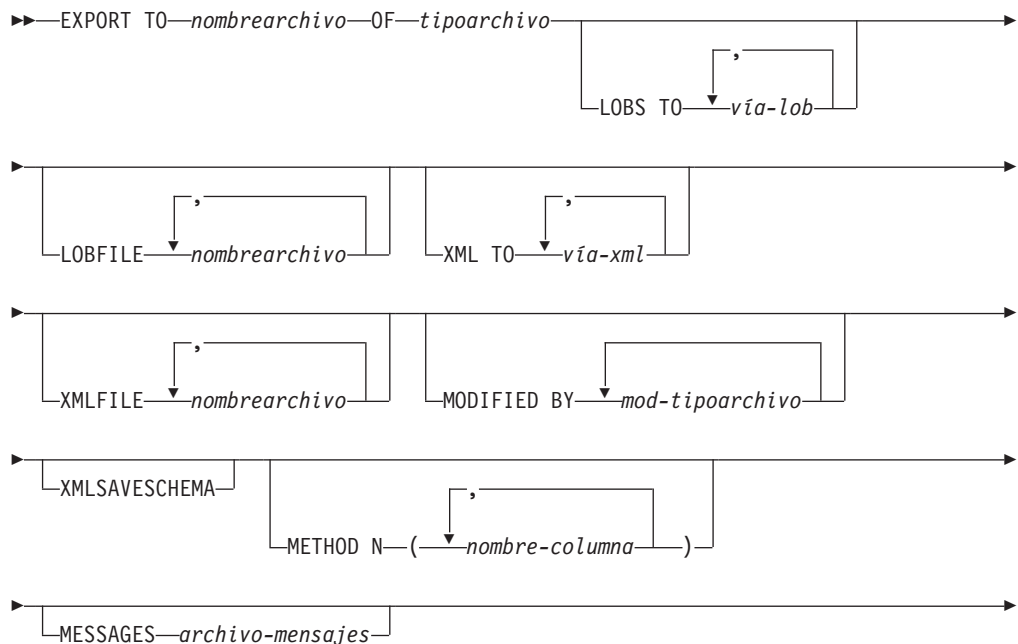 EXPORT TO nombrearchivo OF tipoarchivo
,
LOBS TO vía-lob
, ,
LOBFILE nombrearchivo XML TO vía-xml
,
XMLFILE nombrearchivo MODIFIED BY mod-tipoarchivo
XMLSAVESCHEMA
,
METHOD N ( nombre-columna )
MESSAGES archivo-mensajes